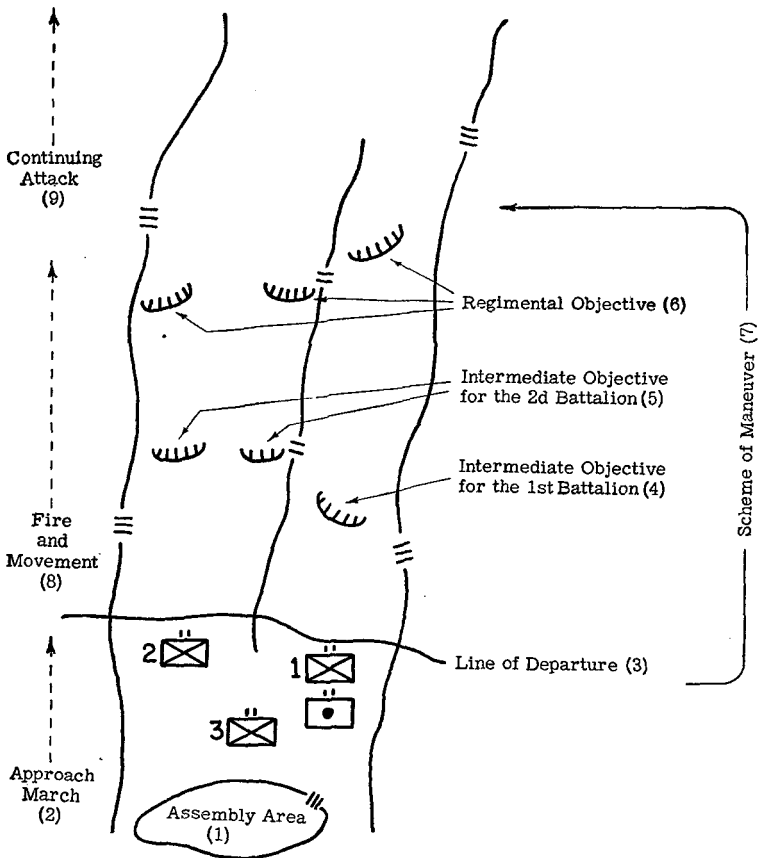 Continuing
Attack
(9)
Regimental Objective (6)
Intermediate Objective
for the 2d Battalion (5)
Intermediate Objective
for the 1st Battalion (4)
Scheme of Maneuver (7)
Fire
and
Movement
(8)
2
1
Line of Departure (3)
3
Approach
March
(2)
Assembly Area
(1)